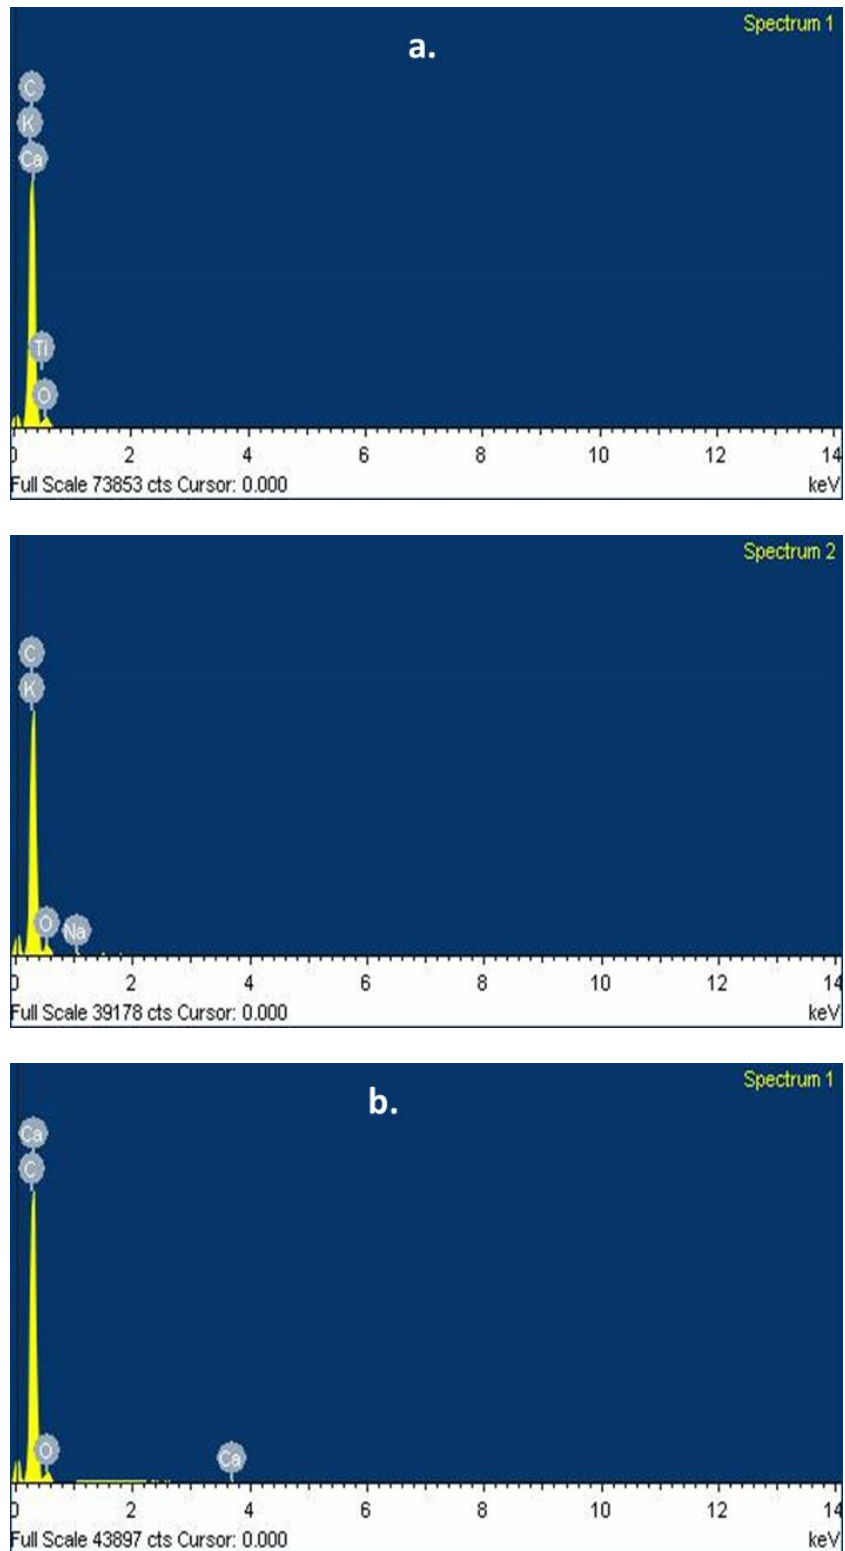 Spectrum 1
a.
C
K
Ca
Ti
O
0 2 4 6 8 10 12 14
Full Scale 73853 cts Cursor: 0.000 keV
Spectrum 2
C
K
O Na
0 2 4 6 8 10 12 14
Full Scale 39178 cts Cursor: 0.000 keV
Spectrum 1
b.
Ca
C
O Ca
0 2 4 6 8 10 12 14
Full Scale 43897 cts Cursor: 0.000 keV